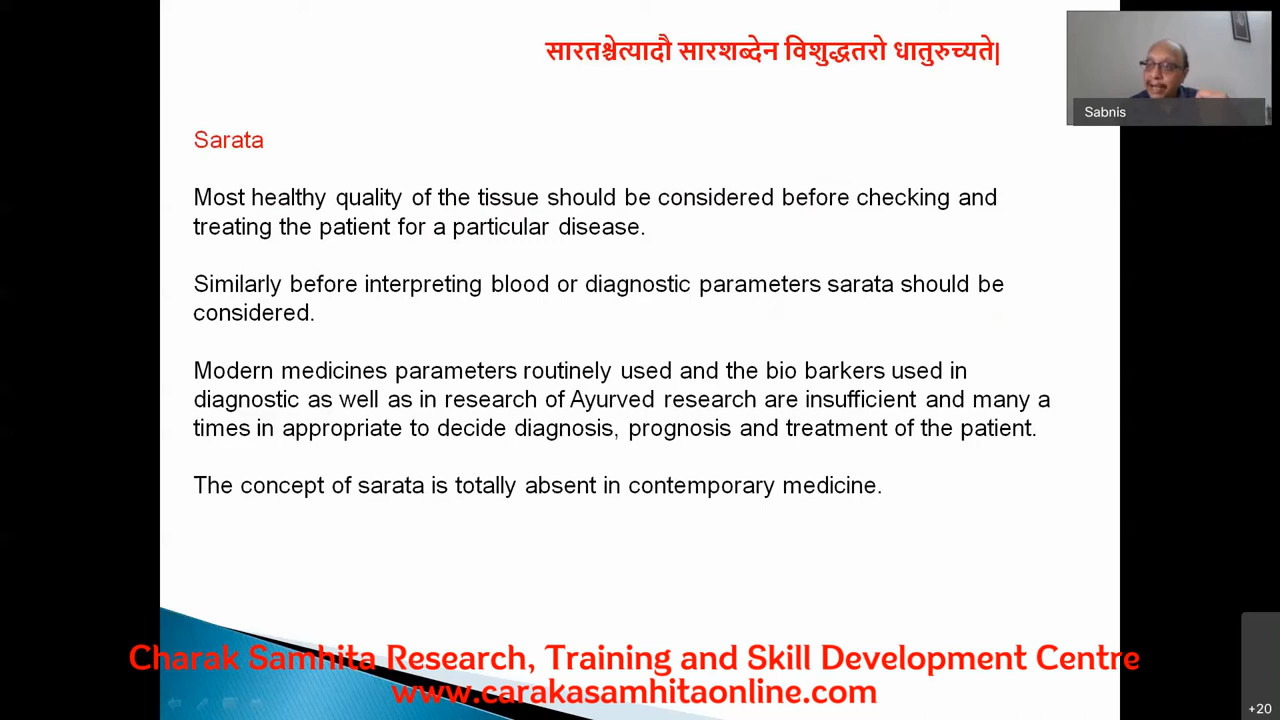 सारतश्चेत्यादौ सारशब्देन विशुद्धतरो धातुरुच्यते|
Sabnis
Sarata
Most healthy quality of the tissue should be considered before checking and
treating the patient for a particular disease.
Similarly before interpreting blood or diagnostic parameters sarata should be
considered.
Modern medicines parameters routinely used and the bio barkers used in
diagnostic as well as in research of Ayurved research are insufficient and many a
times in appropriate to decide diagnosis, prognosis and treatment of the patient.
The concept of sarata is totally absent in contemporary medicine.
Charak Samhita Research, Training and Skill Development Centre
www.carakasamhitaonline.com
+20